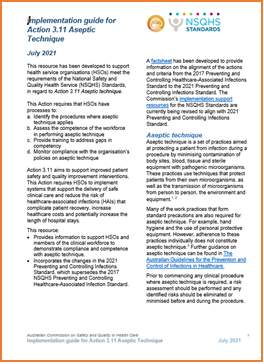 Implementation guide for
Action 3.11 Aseptic
Technique
July 2021
This resource has been developed to support
health service organisations (HSOs) meet the
requirements of the National Safety and
Quality Health Service (NSQHS) Standards,
in regard to Action 3.11 Aseptic technique.
This Action requires that HSOs have
processes to:
a. Identify the procedures where aseptic
technique applies
b. Assess the competence of the workforce
in performing aseptic technique
c. Provide training to address gaps in
competency
d. Monitor compliance with the organisation's
policies on aseptic technique
Action 3.11 aims to support improved patient
safety and quality improvement interventions.
This Action requires HSOs to implement
systems that support the delivery of safe
clinical care and reduce the risk of
healthcare-associated infections (HAIs) that
complicate patient recovery, increase
healthcare costs and potentially increase the
length of hospital stays.
This resource:
• Provides information to support HSOs and
members of the clinical workforce to
demonstrate compliance and competence
with aseptic technique.
• Incorporates the changes in the 2021
Preventing and Controlling Infections
Standard, which supersedes the 2017
NSQHS Preventing and Controlling
Healthcare-Associated Infection Standard.
NSQHS
STANDARDS
A factsheet has been developed to provide
information on the alignment of the actions
and criteria from the 2017 Preventing and
Controlling Healthcare-Associated Infections
Standard to the 2021 Preventing and
Controlling Infections Standard. The
Commission's implementation support
resources for the NSQHS Standards are
currently being revised to align with 2021
Preventing and Controlling Infections
Standard.
Aseptic technique
Aseptic technique is a set of practices aimed
at protecting a patient from infection during a
procedure by minimising contamination of
body sites, blood, tissue and sterile
equipment with pathogenic microorganisms.
These practices use techniques that protect
patients from their own microorganisms, as
well as the transmission of microorganisms
from person to person, the environment and
equipment.1, 2
Many of the work practices that form
standard precautions are also required for
aseptic technique. For example, hand
hygiene and the use of personal protective
equipment. However, adherence to these
practices individually does not constitute
aseptic technique.1 Further guidance on
aseptic technique can be found in The
Australian Guidelines for the Prevention and
Control of Infections in Healthcare.
Prior to commencing any clinical procedure
where aseptic technique is required, a risk
assessment should be performed and any
identified risks should be eliminated or
minimised before and during the procedure.
Australian Commission on Safety and Quality in Health Care
Implementation guide for Action 3.11 Aseptic Technique
July 2021